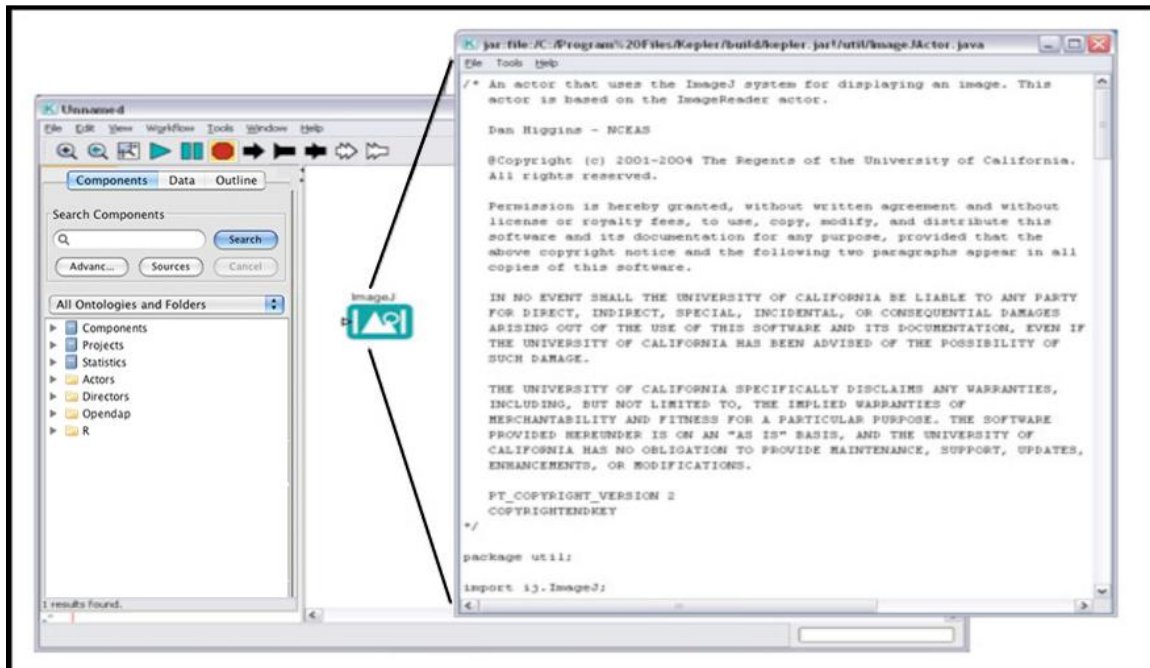 Unnamed
File Edit View Workflow Tools Window Help
Components Data Outline
Search Components
Search
Advanc... Sources Cancel
All Ontologies and Folders
Components
Projects
Statistics
Actors
Directors
Opendap
R
1 results found.
ImageJ
jar:file:/C:/Program%20Files/Kepler/build/kepler.jar!/util/ImageJActor.java
File Tools Help
/* An actor that uses the ImageJ system for displaying an image. This
actor is based on the ImageReader actor.
Dan Higgins - NCEAS
@Copyright (c) 2001-2004 The Regents of the University of California.
All rights reserved.
Permission is hereby granted, without written agreement and without
license or royalty fees, to use, copy, modify, and distribute this
software and its documentation for any purpose, provided that the
above copyright notice and the following two paragraphs appear in all
copies of this software.
IN NO EVENT SHALL THE UNIVERSITY OF CALIFORNIA BE LIABLE TO ANY PARTY
FOR DIRECT, INDIRECT, SPECIAL, INCIDENTAL, OR CONSEQUENTIAL DAMAGES
ARISING OUT OF THE USE OF THIS SOFTWARE AND ITS DOCUMENTATION, EVEN IF
THE UNIVERSITY OF CALIFORNIA HAS BEEN ADVISED OF THE POSSIBILITY OF
SUCH DAMAGE.
THE UNIVERSITY OF CALIFORNIA SPECIFICALLY DISCLAIMS ANY WARRANTIES,
INCLUDING, BUT NOT LIMITED TO, THE IMPLIED WARRANTIES OF
MERCHANTABILITY AND FITNESS FOR A PARTICULAR PURPOSE. THE SOFTWARE
PROVIDED HEREUNDER IS ON AN "AS IS" BASIS, AND THE UNIVERSITY OF
CALIFORNIA HAS NO OBLIGATION TO PROVIDE MAINTENANCE, SUPPORT, UPDATES,
ENHANCEMENTS, OR MODIFICATIONS.
PT_COPYRIGHT_VERSION 2
COPYRIGHTENDKEY
*/
package util;
import ij.ImageJ;